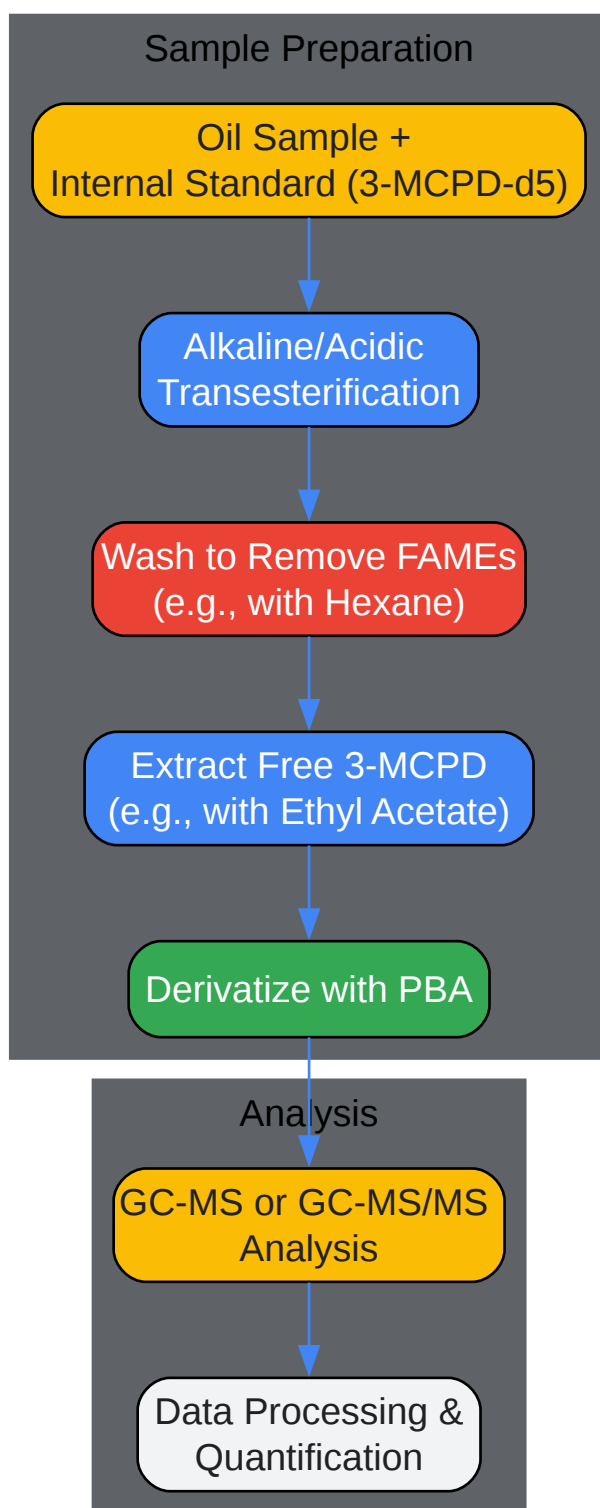 Sample Preparation
Oil Sample +
Internal Standard (3-MCPD-d5)
Alkaline/Acidic
Transesterification
Wash to Remove FAMEs
(e.g., with Hexane)
Extract Free 3-MCPD
(e.g., with Ethyl Acetate)
Derivatize with PBA
Analysis
GC-MS or GC-MS/MS
Analysis
Data Processing &
Quantification